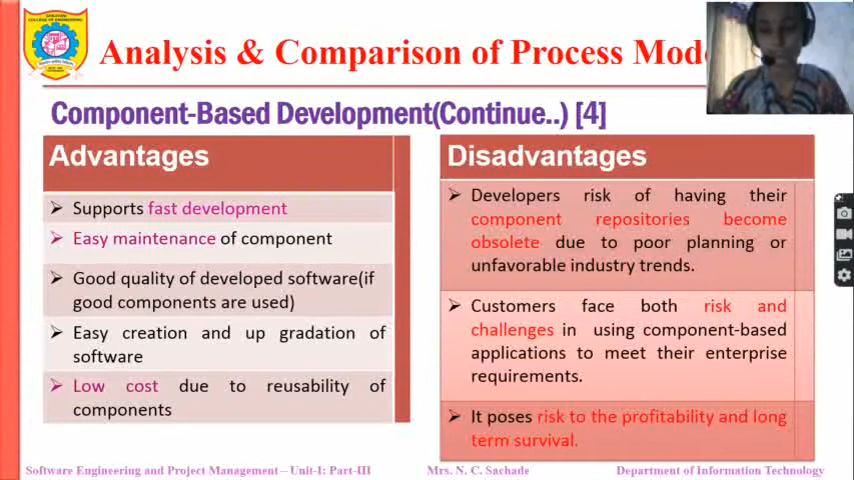 Analysis & Comparison of Process Mod
Component-Based Development(Continue..) [4]
Advantages
➢ Supports fast development
➢ Easy maintenance of component
➢ Good quality of developed software(if
good components are used)
➢ Easy creation and up gradation of
software
➢ Low cost due to reusability of
components
Disadvantages
➢ Developers risk of having their
component repositories become
obsolete due to poor planning or
unfavorable industry trends.
➢ Customers face both risk and
challenges in using component-based
applications to meet their enterprise
requirements.
➢ It poses risk to the profitability and long
term survival.
Software Engineering and Project Management – Unit-I: Part-III Mrs. N. C. Sachade Department of Information Technology